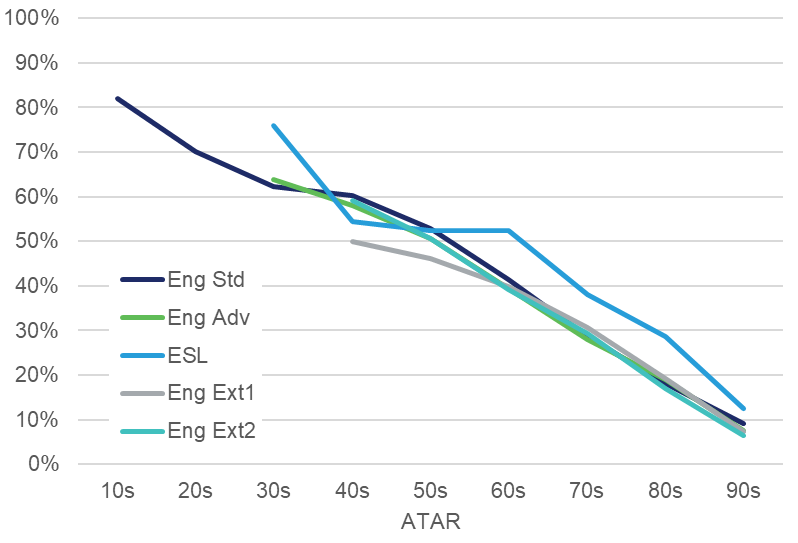 100%
90%
80%
70%
60%
50%
40%
30%
20%
10%
0%
Eng Std
Eng Adv
ESL
Eng Ext1
Eng Ext2
10s 20s 30s 40s 50s 60s 70s 80s 90s
ATAR